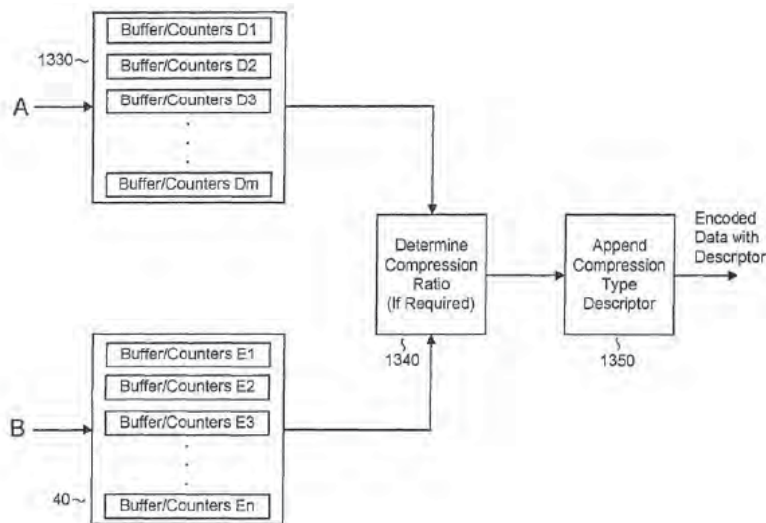 Buffer/Counters D1
1330
Buffer/Counters D2
A
Buffer/Counters D3
Buffer/Counters Dm
Determine
Compression
Ratio
(If Required)
1340
Append
Compression
Type
Descriptor
1350
Encoded
Data with
Descriptor
Buffer/Counters E1
Buffer/Counters E2
B
Buffer/Counters E3
40
Buffer/Counters En